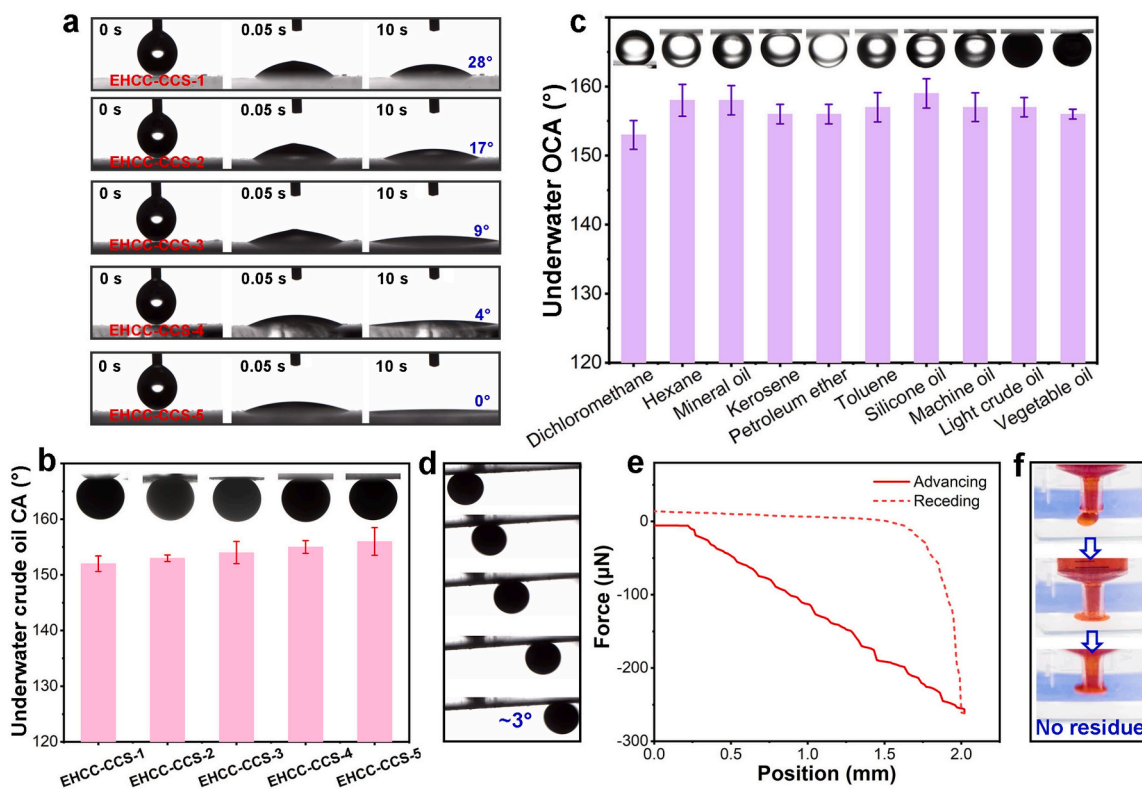 a
0 s
0.05 s
10 s
28°
EHCC-CCS-1
0 s
0.05 s
10 s
17°
EHCC-CCS-2
0 s
0.05 s
10 s
9°
EHCC-CCS-3
0 s
0.05 s
10 s
4°
EHCC-CCS-4
0 s
0.05 s
10 s
0°
EHCC-CCS-5
c
Underwater OCA (°)
160
150
140
130
120
Dichloromethane
Hexane
Mineral oil
Kerosene
Petroleum ether
Toluene
Silicone oil
Machine oil
Light crude oil
Vegetable oil
b
Underwater crude oil CA (°)
160
150
140
130
120
EHCC-CCS-1
EHCC-CCS-2
EHCC-CCS-3
EHCC-CCS-4
EHCC-CCS-5
d
~3°
e
Advancing
Receding
Force (μN)
0
-100
-200
-300
0.0
0.5
1.0
1.5
2.0
Position (mm)
f
No residue